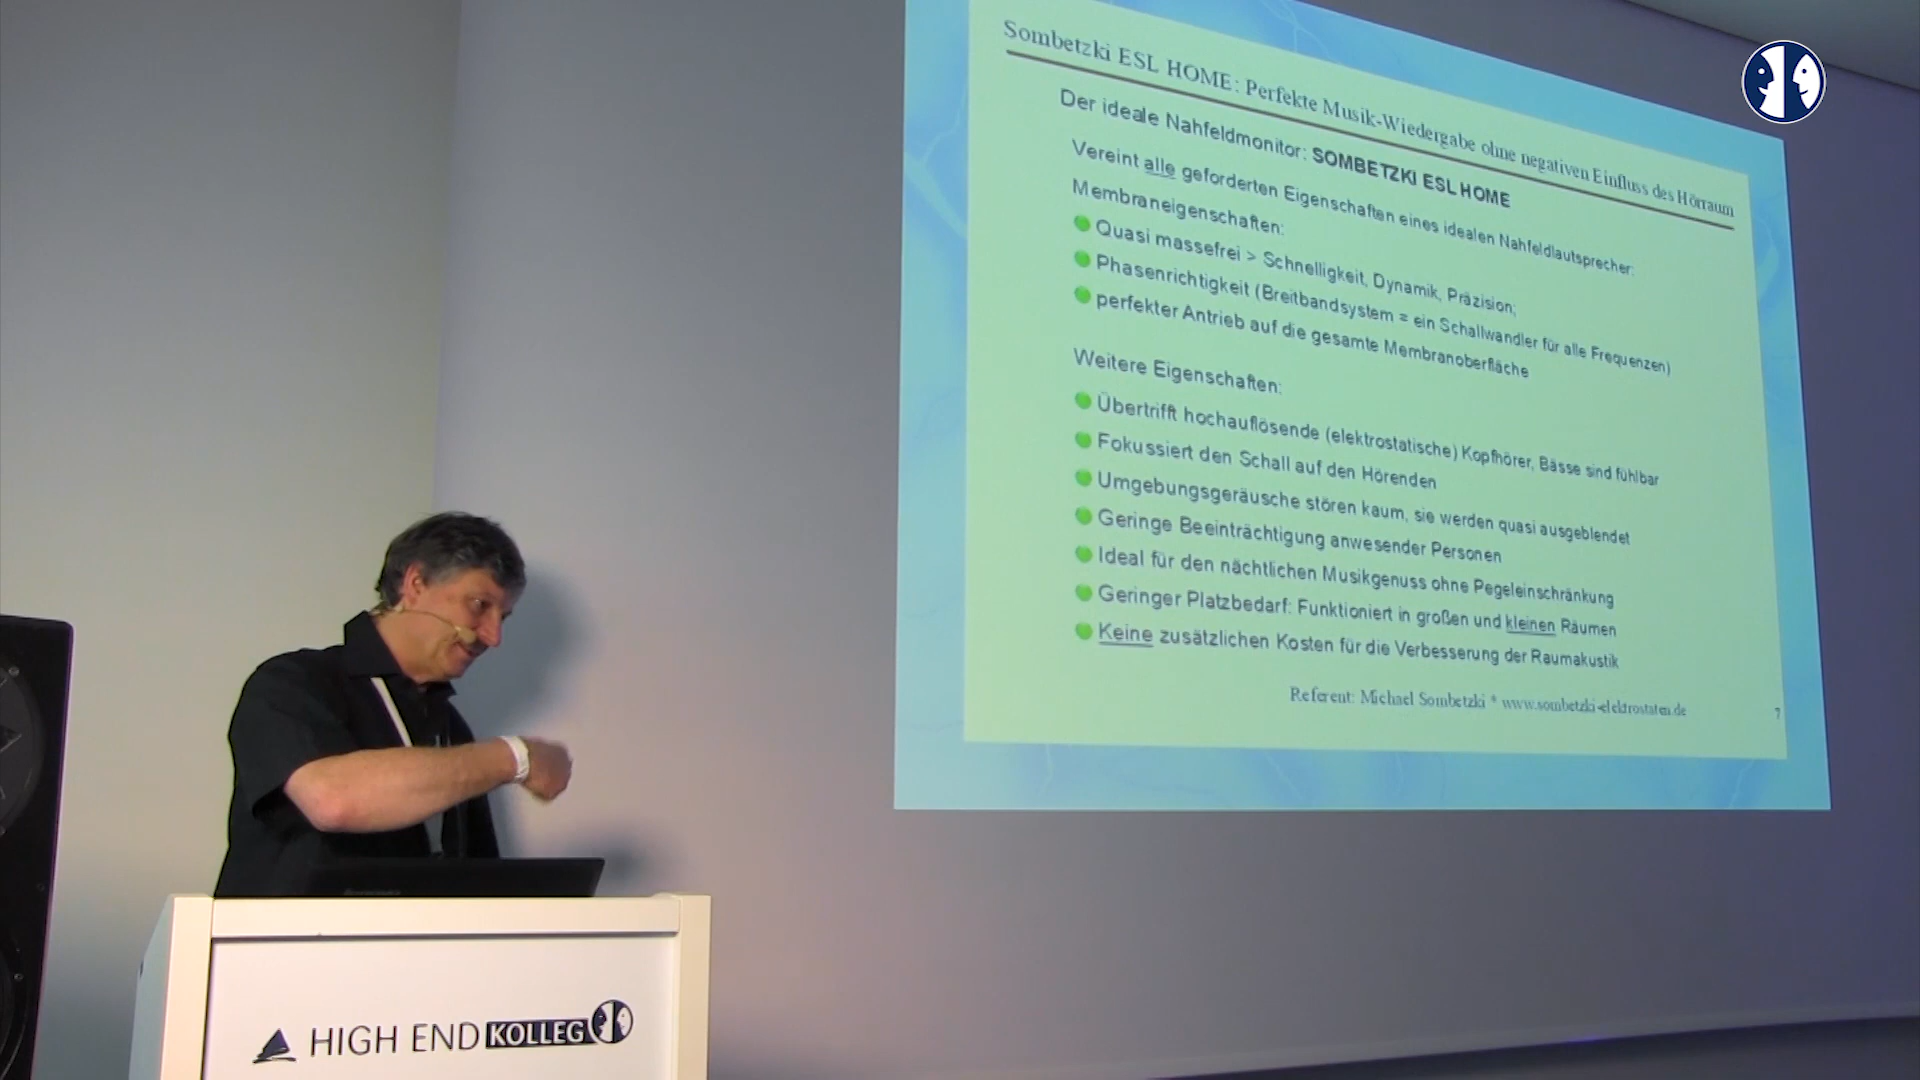 Sombetzki ESL HOME: Perfekte Musik-Wiedergabe ohne negativen Einfluss des Hörraum
Der ideale Nahfeldmonitor: SOMBETZKI ESL HOME
Vereint alle geforderten Eigenschaften eines idealen Nahfeldlautsprecher:
Membraneigenschaften:
Quasi massefrei > Schnelligkeit, Dynamik, Präzision;
Phasenrichtigkeit (Breitbandsystem = ein Schallwandler für alle Frequenzen)
perfekter Antrieb auf die gesamte Membranoberfläche
Weitere Eigenschaften:
Übertrifft hochauflösende (elektrostatische) Kopfhörer, Bässe sind fühlbar
Fokussiert den Schall auf den Hörenden
Umgebungsgeräusche stören kaum, sie werden quasi ausgeblendet
Geringe Beeinträchtigung anwesender Personen
Ideal für den nächtlichen Musikgenuss ohne Pegeleinschränkung
Geringer Platzbedarf: Funktioniert in großen und kleinen Räumen
Keine zusätzlichen Kosten für die Verbesserung der Raumakustik
Referent: Michael Sombetzki * www.sombetzki-elektrostaten.de
7
HIGH END KOLLEG